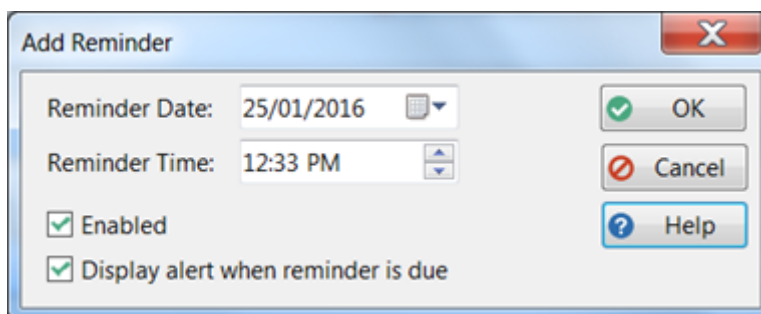 Add Reminder
Reminder Date: 25/01/2016
OK
Reminder Time: 12:33 PM
Cancel
Enabled
Help
Display alert when reminder is due